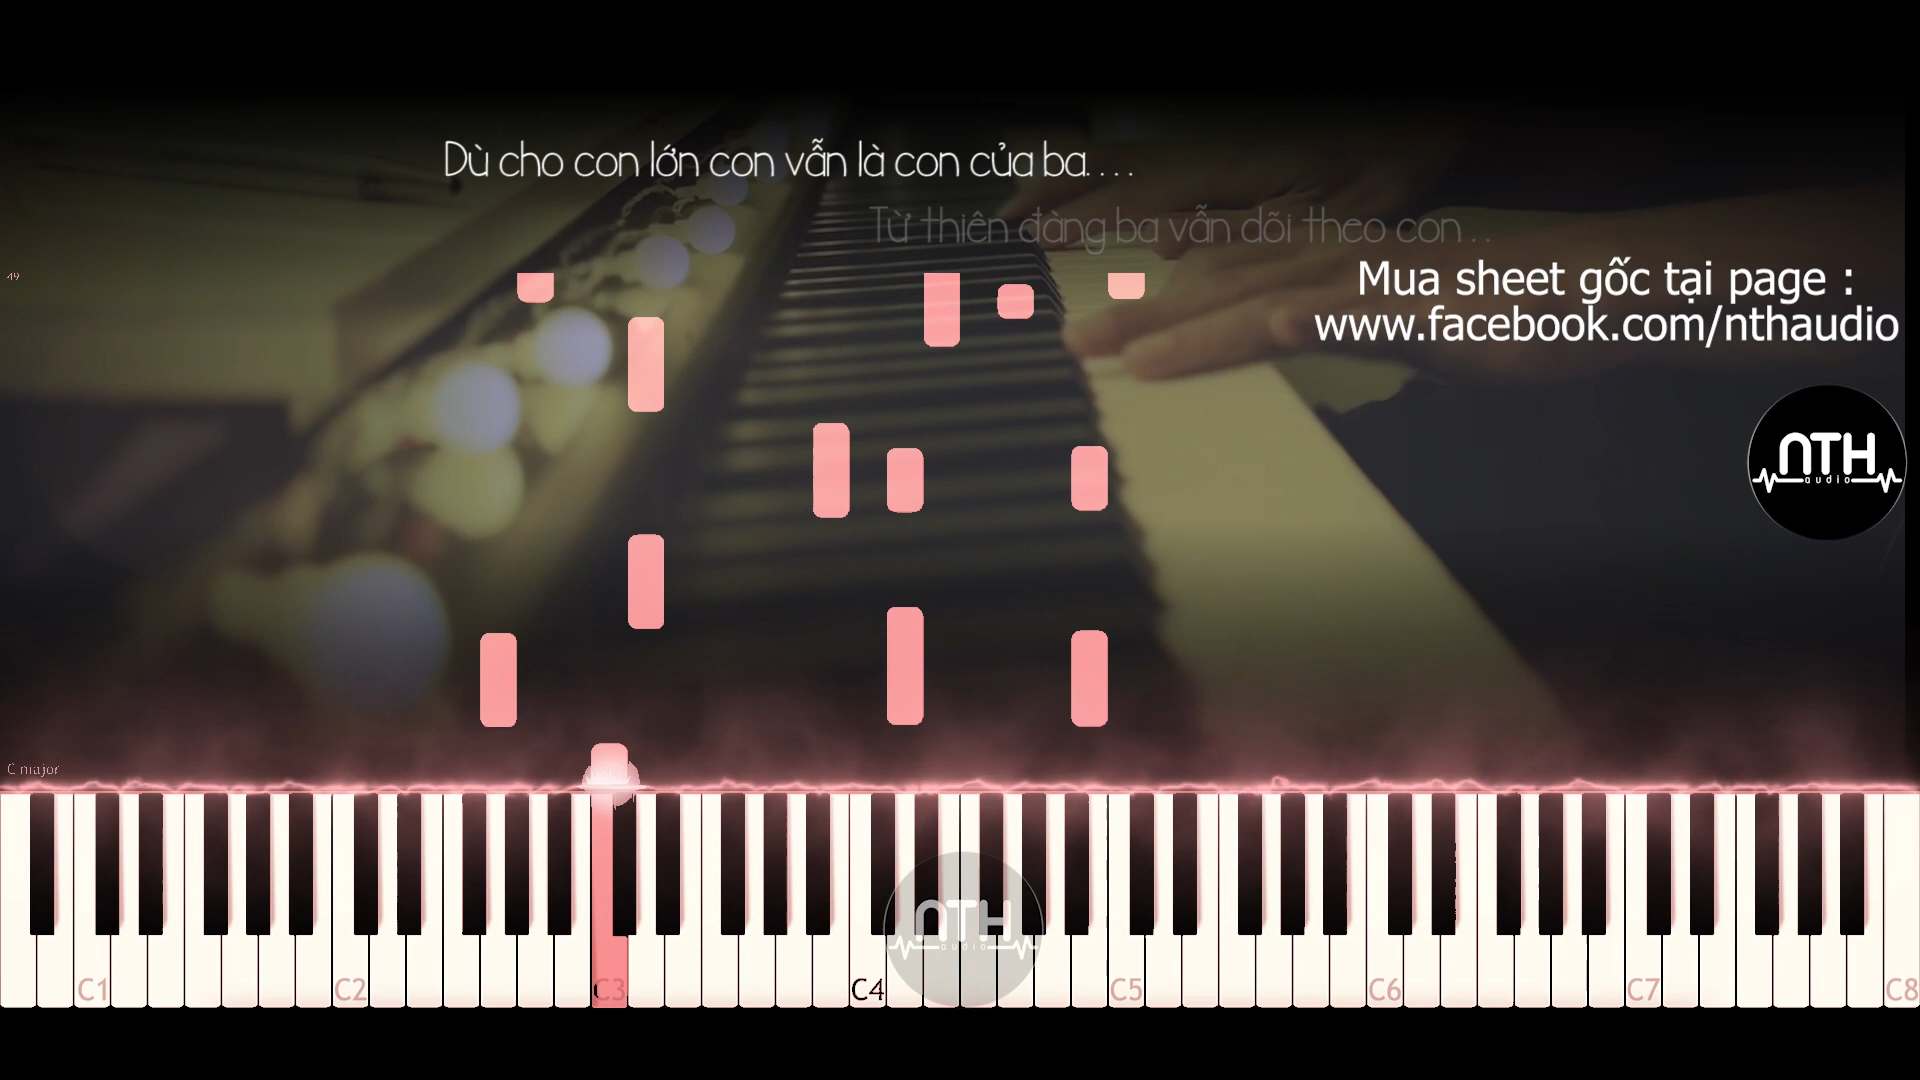 Dù cho con lớn con vẫn là con của ba. . . .
Từ thiên đàng ba vẫn dõi theo con . .
49
Mua sheet gốc tại page :
www.facebook.com/nthaudio
NTH
audio
C major
NTH
audio
C1 C2 C3 C4 C5 C6 C7 C8